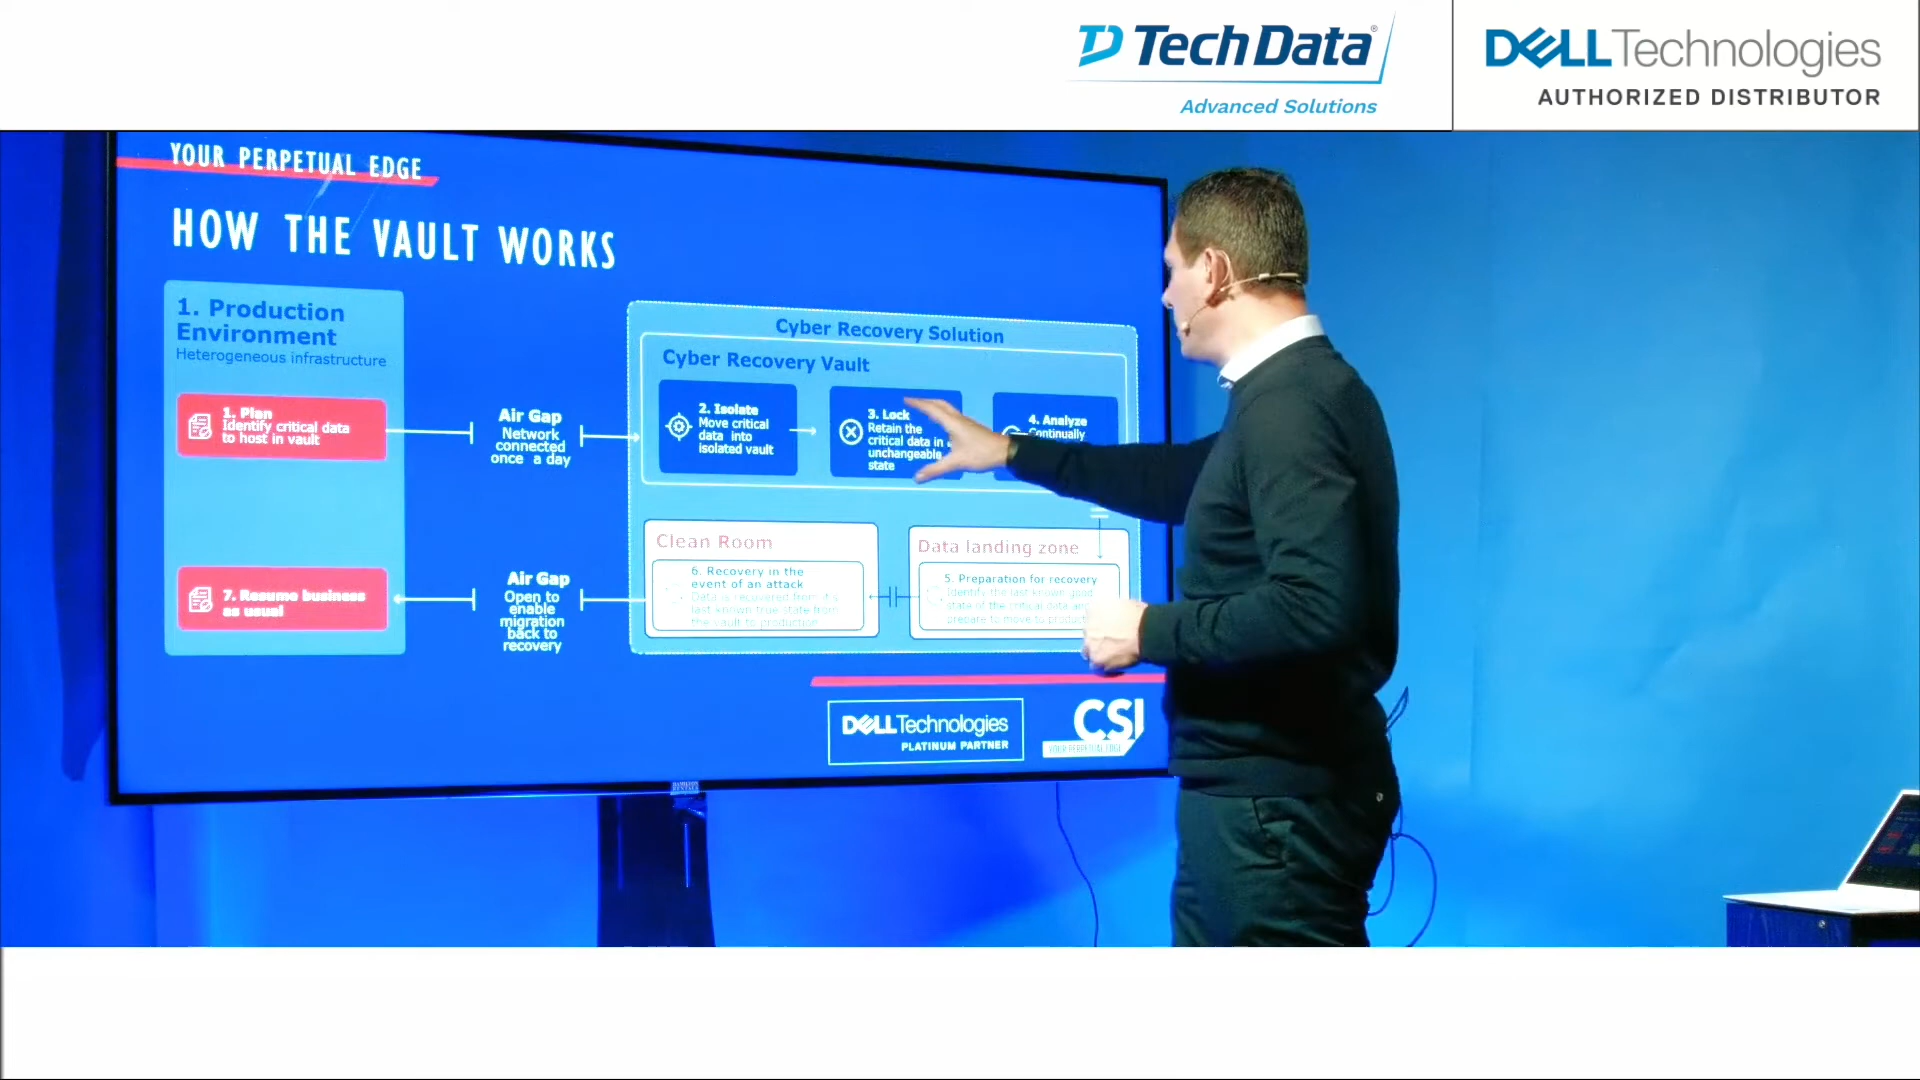 TechData
Advanced Solutions
DELL Technologies
AUTHORIZED DISTRIBUTOR
YOUR PERPETUAL EDGE
HOW THE VAULT WORKS
1. Production
Environment
Heterogeneous infrastructure
1. Plan
Identify critical data
to host in vault
Air Gap
Network
connected
once a day
Cyber Recovery Solution
Cyber Recovery Vault
2. Isolate
Move critical
data into
isolated vault
3. Lock
Retain the
critical data in
unchangeable
state
4. Analyze
Continually
Clean Room
6. Recovery in the
event of an attack
Data is recovered from it's
last known true state from
the vault to production
Data landing zone
5. Preparation for recovery
Identify the last known good
state of the critical data and
prepare to move to
7. Resume business
as usual
Air Gap
Open to
enable
migration
back to
recovery
DELL Technologies
PLATINUM PARTNER
CSI
YOUR PERPETUAL EDGE